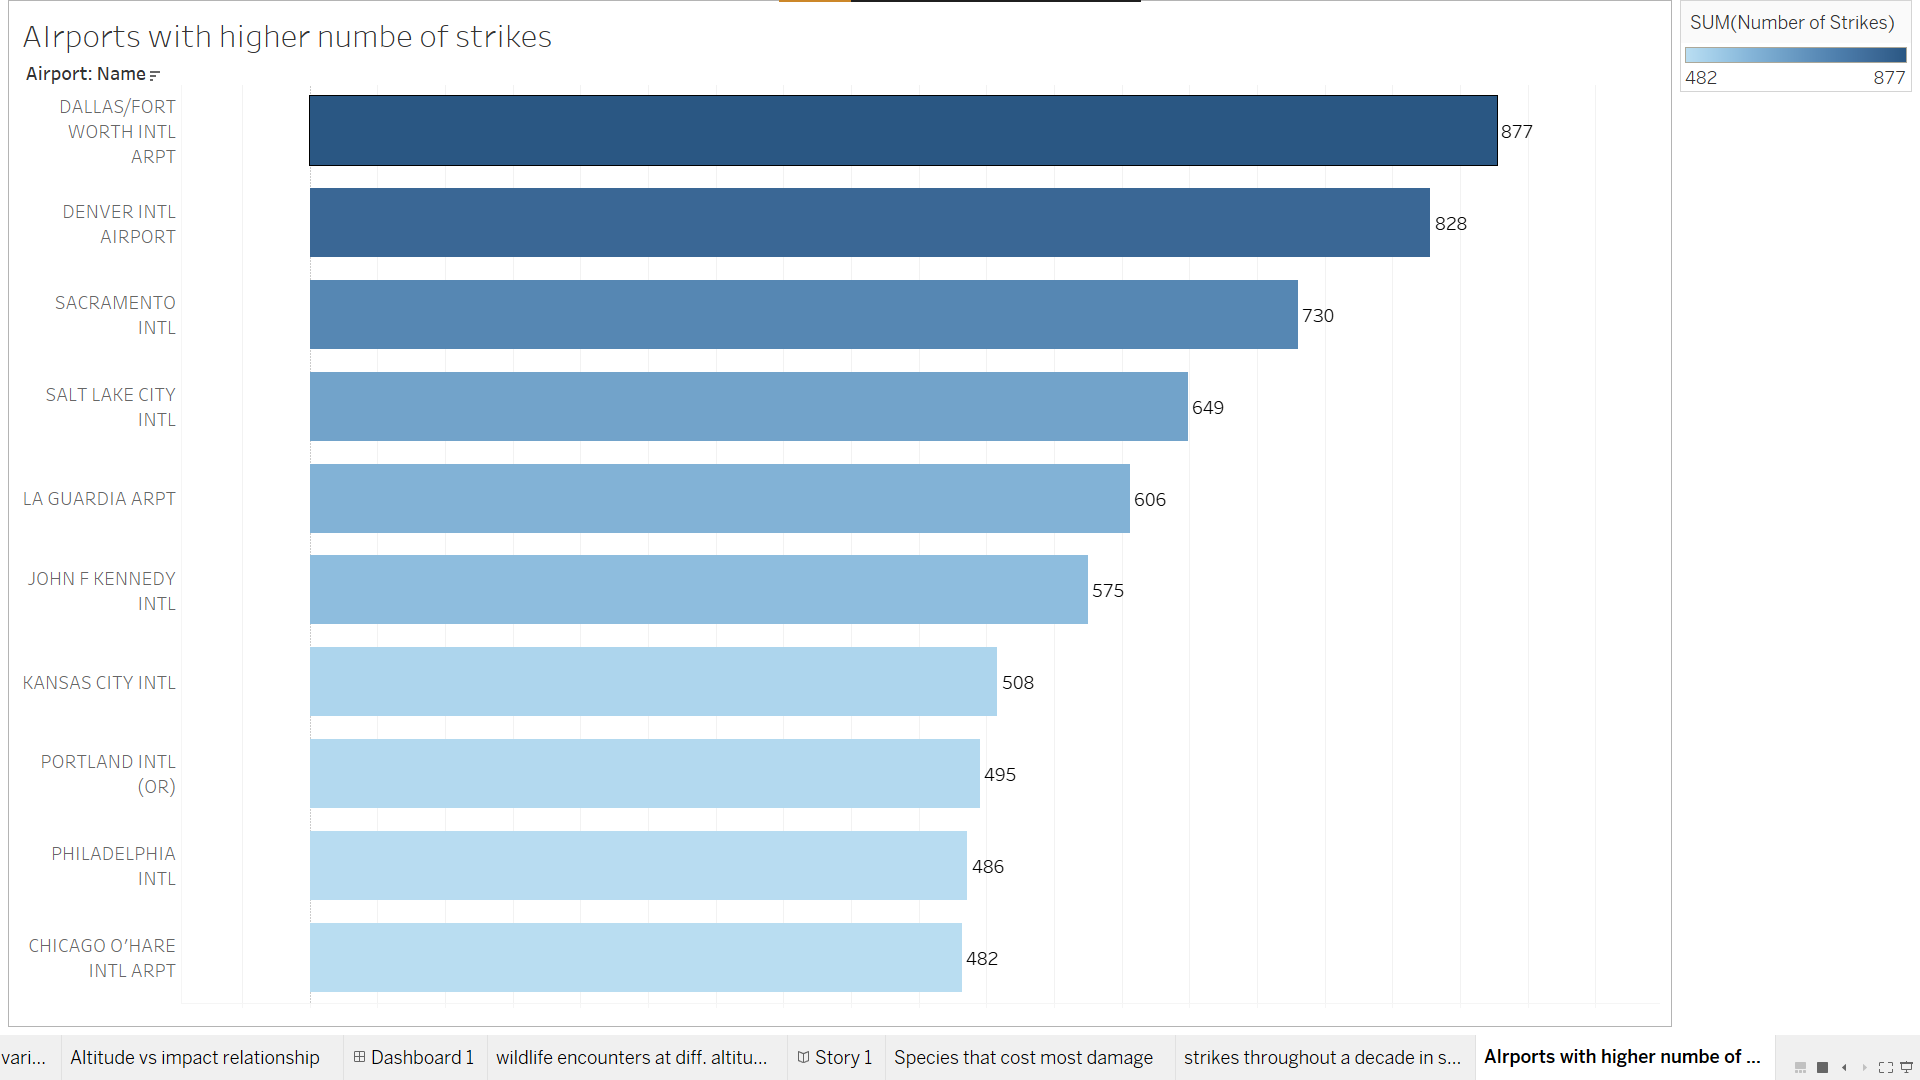 AIrports with higher numbe of strikes
Airport: Name
DALLAS/FORT
WORTH INTL
ARPT
877
DENVER INTL
AIRPORT
828
SACRAMENTO
INTL
730
SALT LAKE CITY
INTL
649
LA GUARDIA ARPT
606
JOHN F KENNEDY
INTL
575
KANSAS CITY INTL
508
PORTLAND INTL
(OR)
495
PHILADELPHIA
INTL
486
CHICAGO O'HARE
INTL ARPT
482
SUM(Number of Strikes)
482 877
vari... Altitude vs impact relationship Dashboard 1 wildlife encounters at diff. altitu... Story 1 Species that cost most damage strikes throughout a decade in s... AIrports with higher numbe of ...